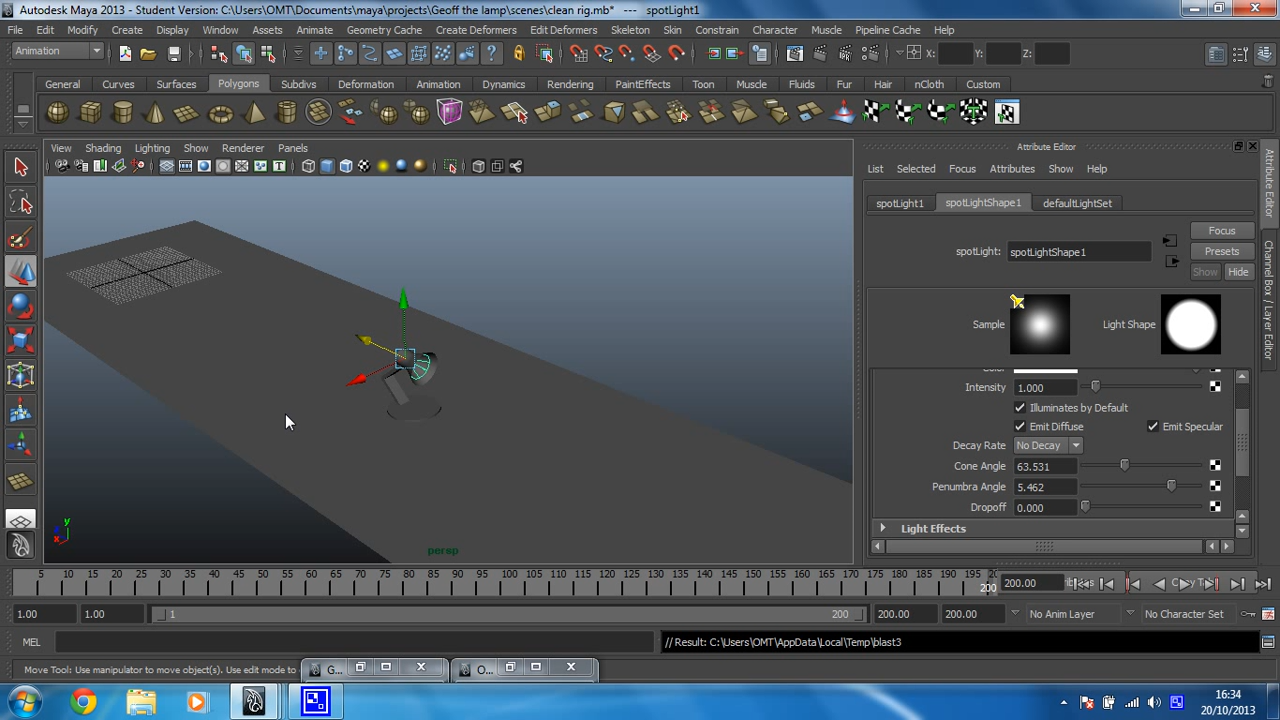 Autodesk Maya 2013 - Student Version: C:\Users\OMT\Documents\maya\projects\Geoff the lamp\scenes\clean rig.mb* --- spotLight1
File Edit Modify Create Display Window Assets Animate Geometry Cache Create Deformers Edit Deformers Skeleton Skin Constrain Character Muscle Pipeline Cache Help
Animation X: Y: Z:
General Curves Surfaces Polygons Subdivs Deformation Animation Dynamics Rendering PaintEffects Toon Muscle Fluids Fur Hair nCloth Custom
View Shading Lighting Show Renderer Panels
Attribute Editor
List Selected Focus Attributes Show Help
spotLight1 spotLightShape1 defaultLightSet
Focus
spotLight: spotLightShape1 Presets
Show Hide
Sample Light Shape
Intensity 1.000
Illuminates by Default
Emit Diffuse Emit Specular
Decay Rate No Decay
Cone Angle 63.531
Penumbra Angle 5.462
Dropoff 0.000
Light Effects
Attribute Editor
Channel Box / Layer Editor
y
x
persp
5 10 15 20 25 30 35 40 45 50 55 60 65 70 75 80 85 90 95 100 105 110 115 120 125 130 135 140 145 150 155 160 165 170 175 180 185 190 195 200 200.00
1.00 1.00 1 200 200.00 200.00 No Anim Layer No Character Set
MEL // Result: C:\Users\OMT\AppData\Local\Temp\blast3
Move Tool: Use manipulator to move object(s). Use edit mode to G... O...
16:34
20/10/2013